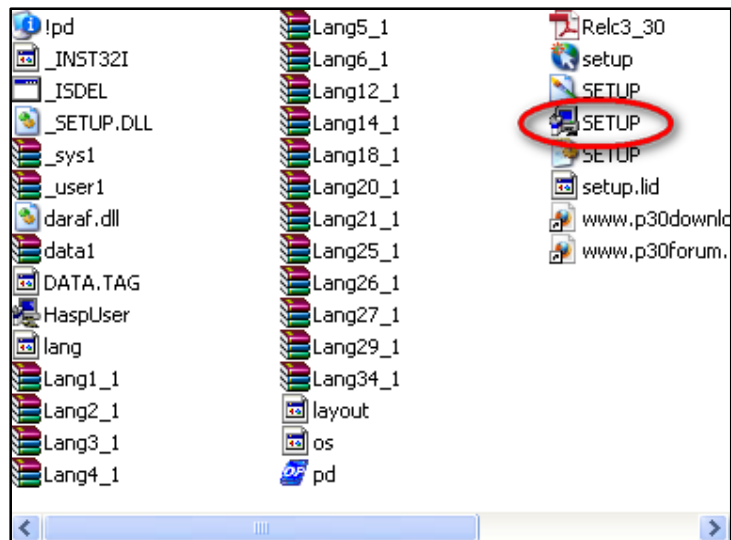 !pd
_INST32I
_ISDEL
_SETUP.DLL
_sys1
_user1
daraf.dll
data1
DATA.TAG
HaspUser
lang
Lang1_1
Lang2_1
Lang3_1
Lang4_1
Lang5_1
Lang6_1
Lang12_1
Lang14_1
Lang18_1
Lang20_1
Lang21_1
Lang25_1
Lang26_1
Lang27_1
Lang29_1
Lang34_1
layout
os
pd
Relc3_30
setup
SETUP
SETUP
SETUP
setup.lid
www.p30downlo
www.p30forum.